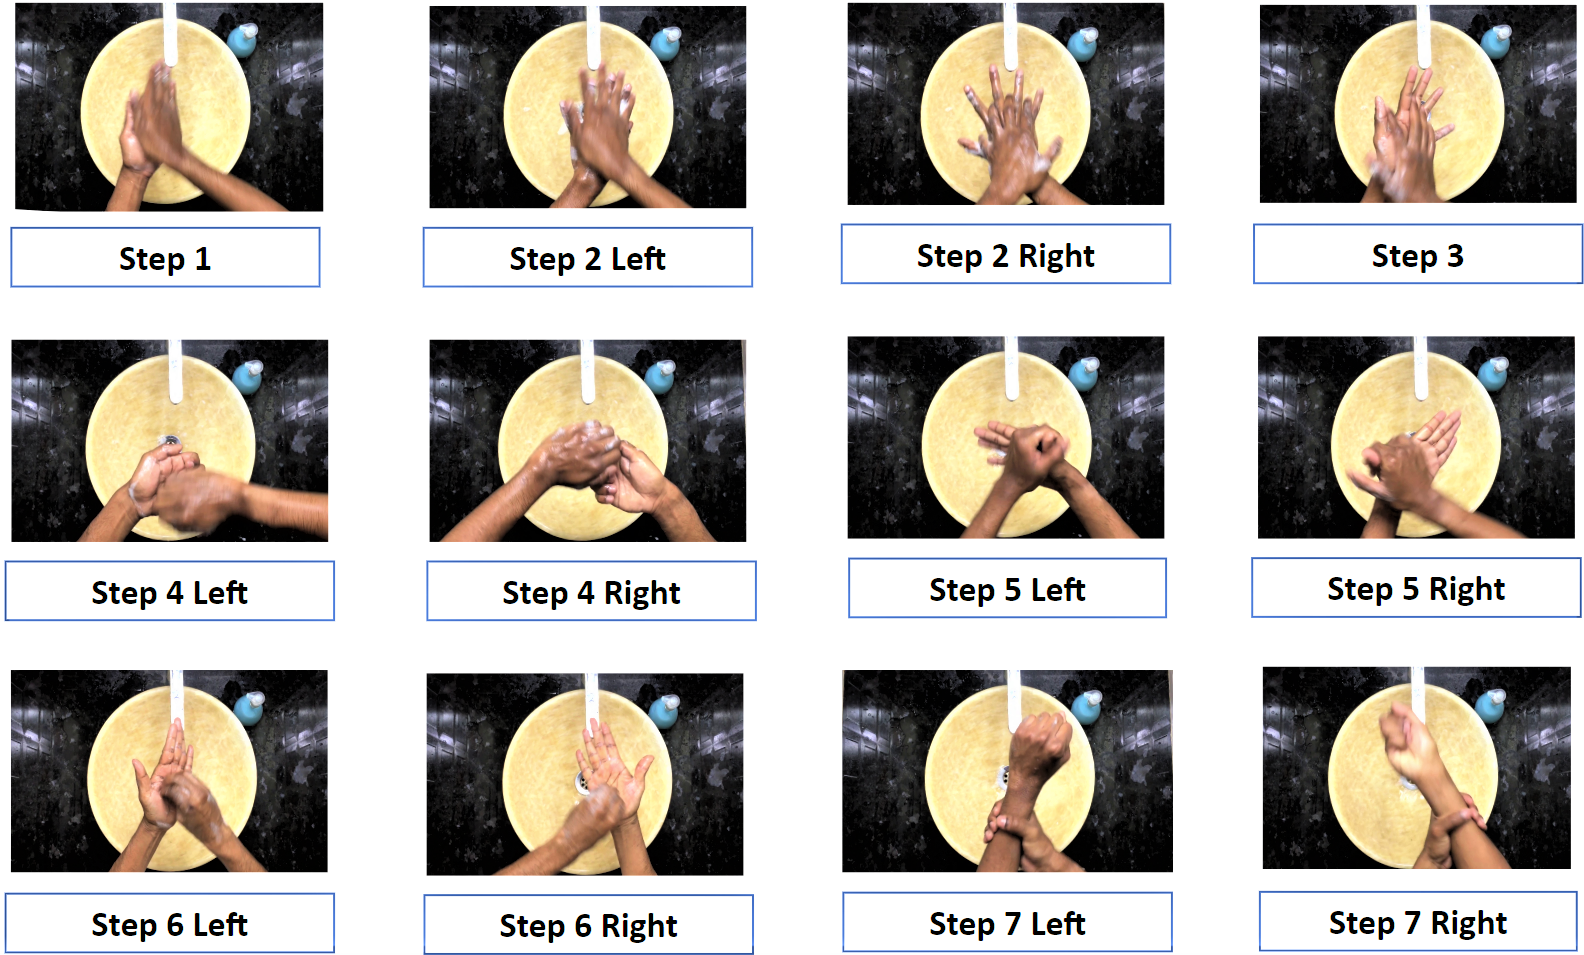 Step 1
Step 2 Left
Step 2 Right
Step 3
Step 4 Left
Step 4 Right
Step 5 Left
Step 5 Right
Step 6 Left
Step 6 Right
Step 7 Left
Step 7 Right